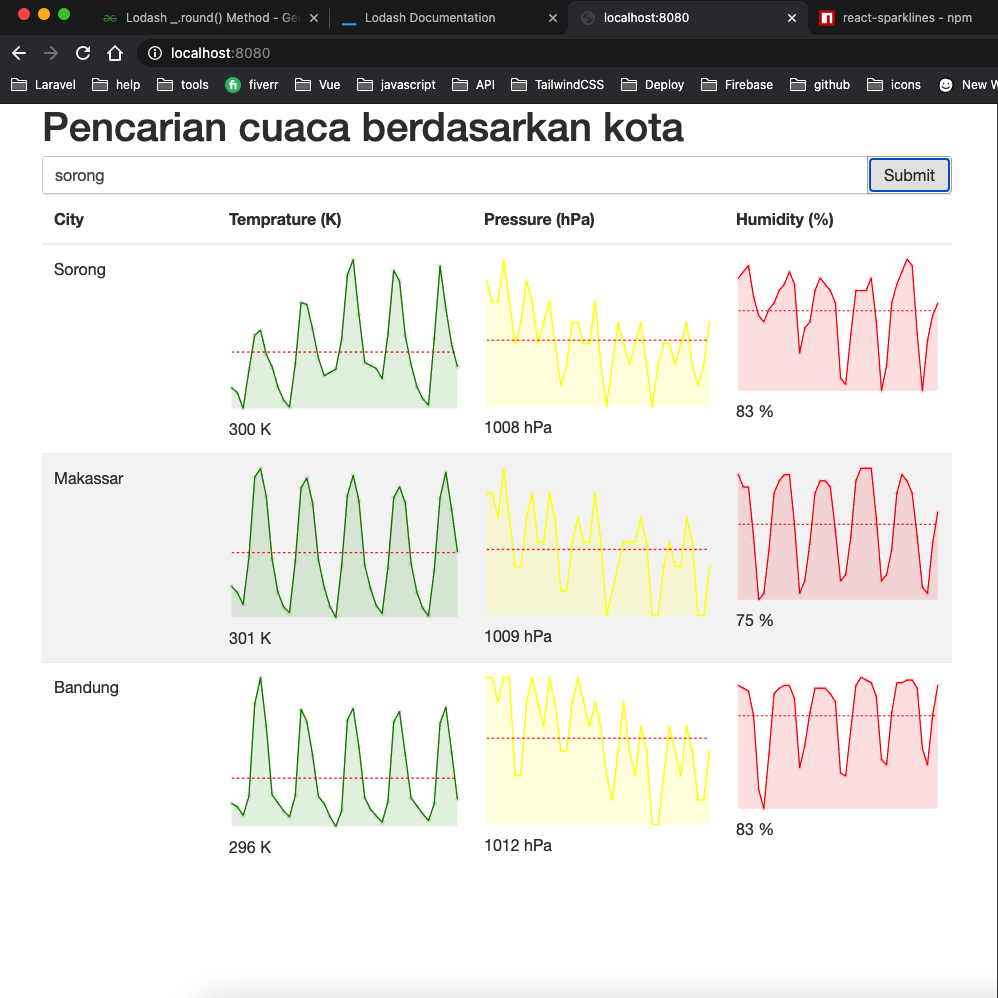 Lodash _.round() Method - Ge
Lodash Documentation
localhost:8080
react-sparklines - npm
localhost:8080
Laravel
help
tools
fiverr
Vue
javascript
API
TailwindCSS
Deploy
Firebase
github
icons
New W
Pencarian cuaca berdasarkan kota
sorong
Submit
City Temprature (K) Pressure (hPa) Humidity (%)
Sorong
300 K
1008 hPa
83 %
Makassar
301 K
1009 hPa
75 %
Bandung
296 K
1012 hPa
83 %